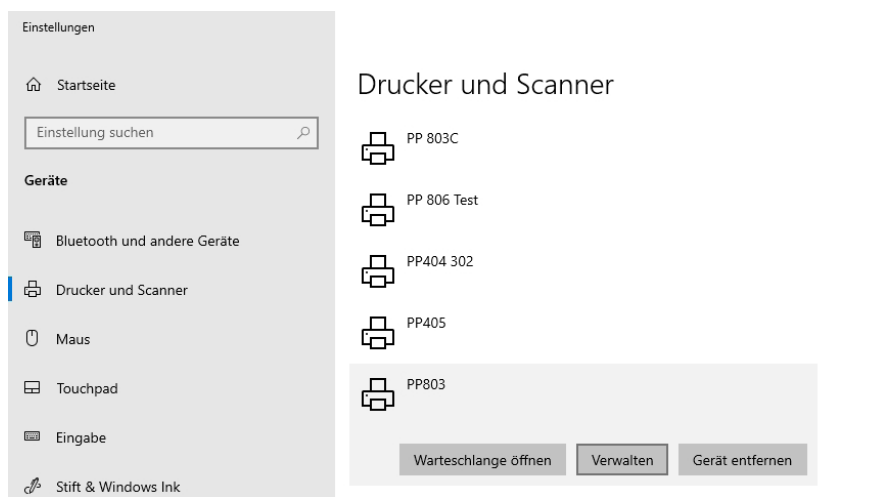 Einstellungen
Startseite
Einstellung suchen
Geräte
Bluetooth und andere Geräte
Drucker und Scanner
Maus
Touchpad
Eingabe
Stift & Windows Ink
Drucker und Scanner
PP 803C
PP 806 Test
PP404 302
PP405
PP803
Warteschlange öffnen Verwalten Gerät entfernen